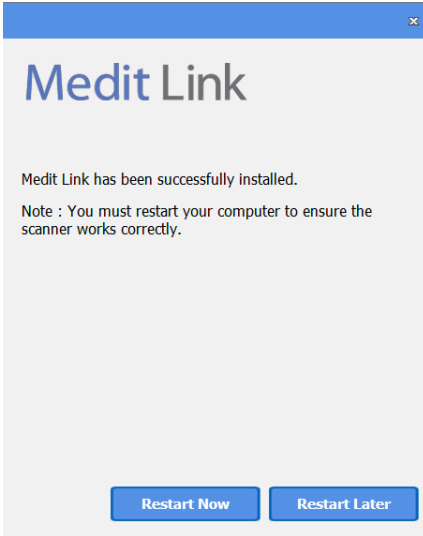 Medit Link
Medit Link has been successfully installed.
Note : You must restart your computer to ensure the
scanner works correctly.
Restart Now
Restart Later